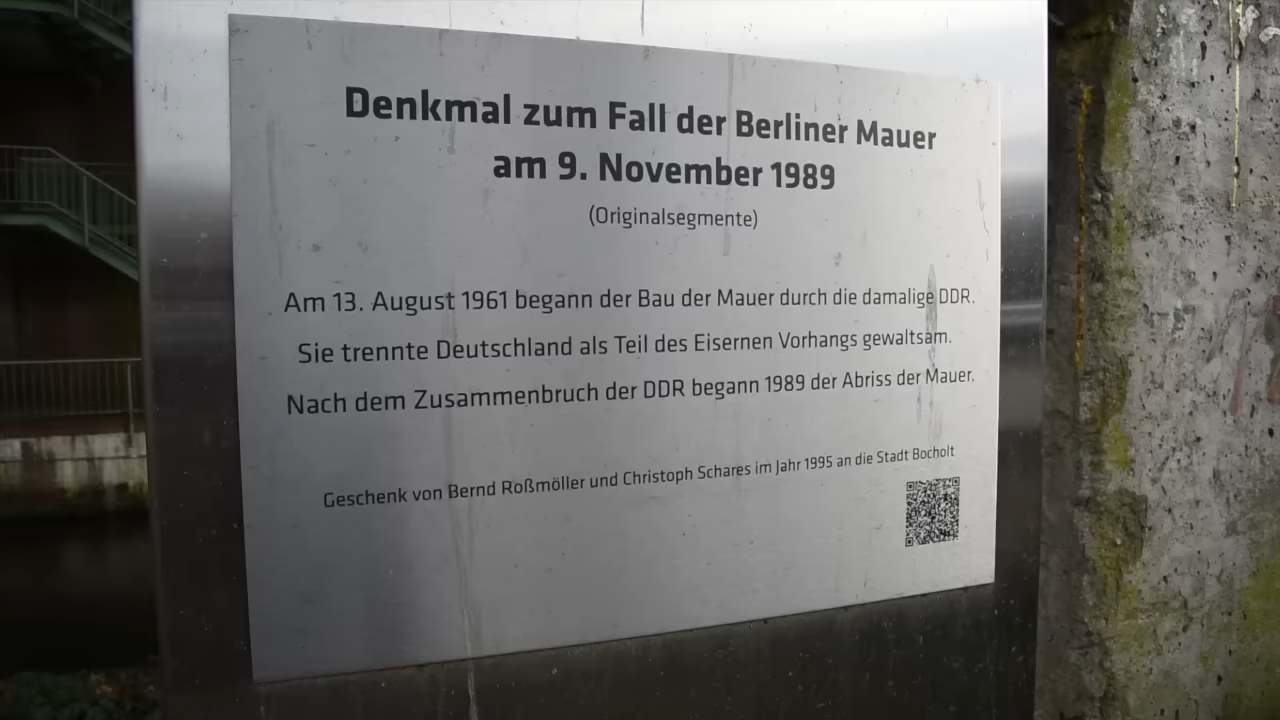 Denkmal zum Fall der Berliner Mauer
am 9. November 1989
(Originalsegmente)
Am 13. August 1961 begann der Bau der Mauer durch die damalige DDR.
Sie trennte Deutschland als Teil des Eisernen Vorhangs gewaltsam.
Nach dem Zusammenbruch der DDR begann 1989 der Abriss der Mauer.
Geschenk von Bernd Roßmöller und Christoph Schares im Jahr 1995 an die Stadt Bocholt